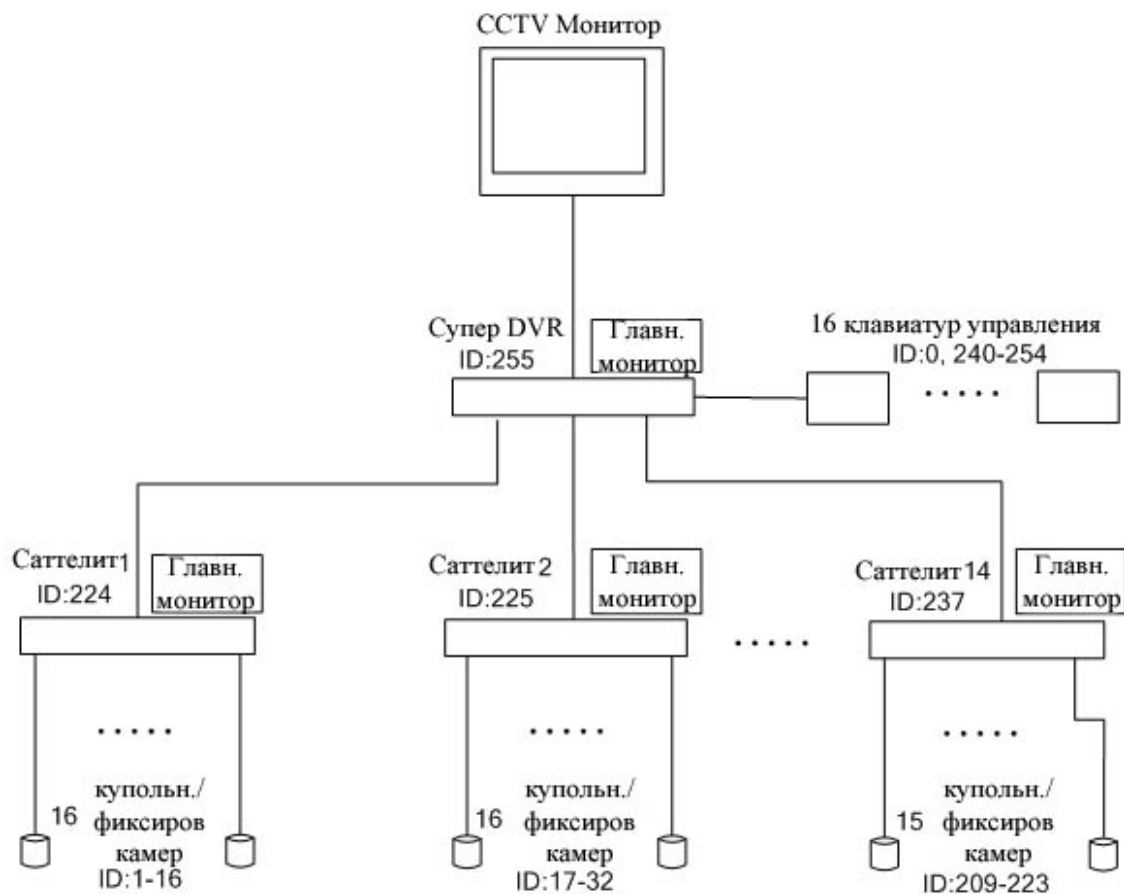 CCTV Монитор
Супер DVR
ID:255
Главн.
монитор
16 клавиатур управления
ID:0, 240-254
Саттелит1
ID:224
Главн.
монитор
Саттелит 2
ID:225
Главн.
монитор
Саттелит 14
ID:237
Главн.
монитор
16
купольн./
фиксиров
камер
ID:1-16
16
купольн./
фиксиров
камер
ID:17-32
15
купольн./
фиксиров
камер
ID:209-223